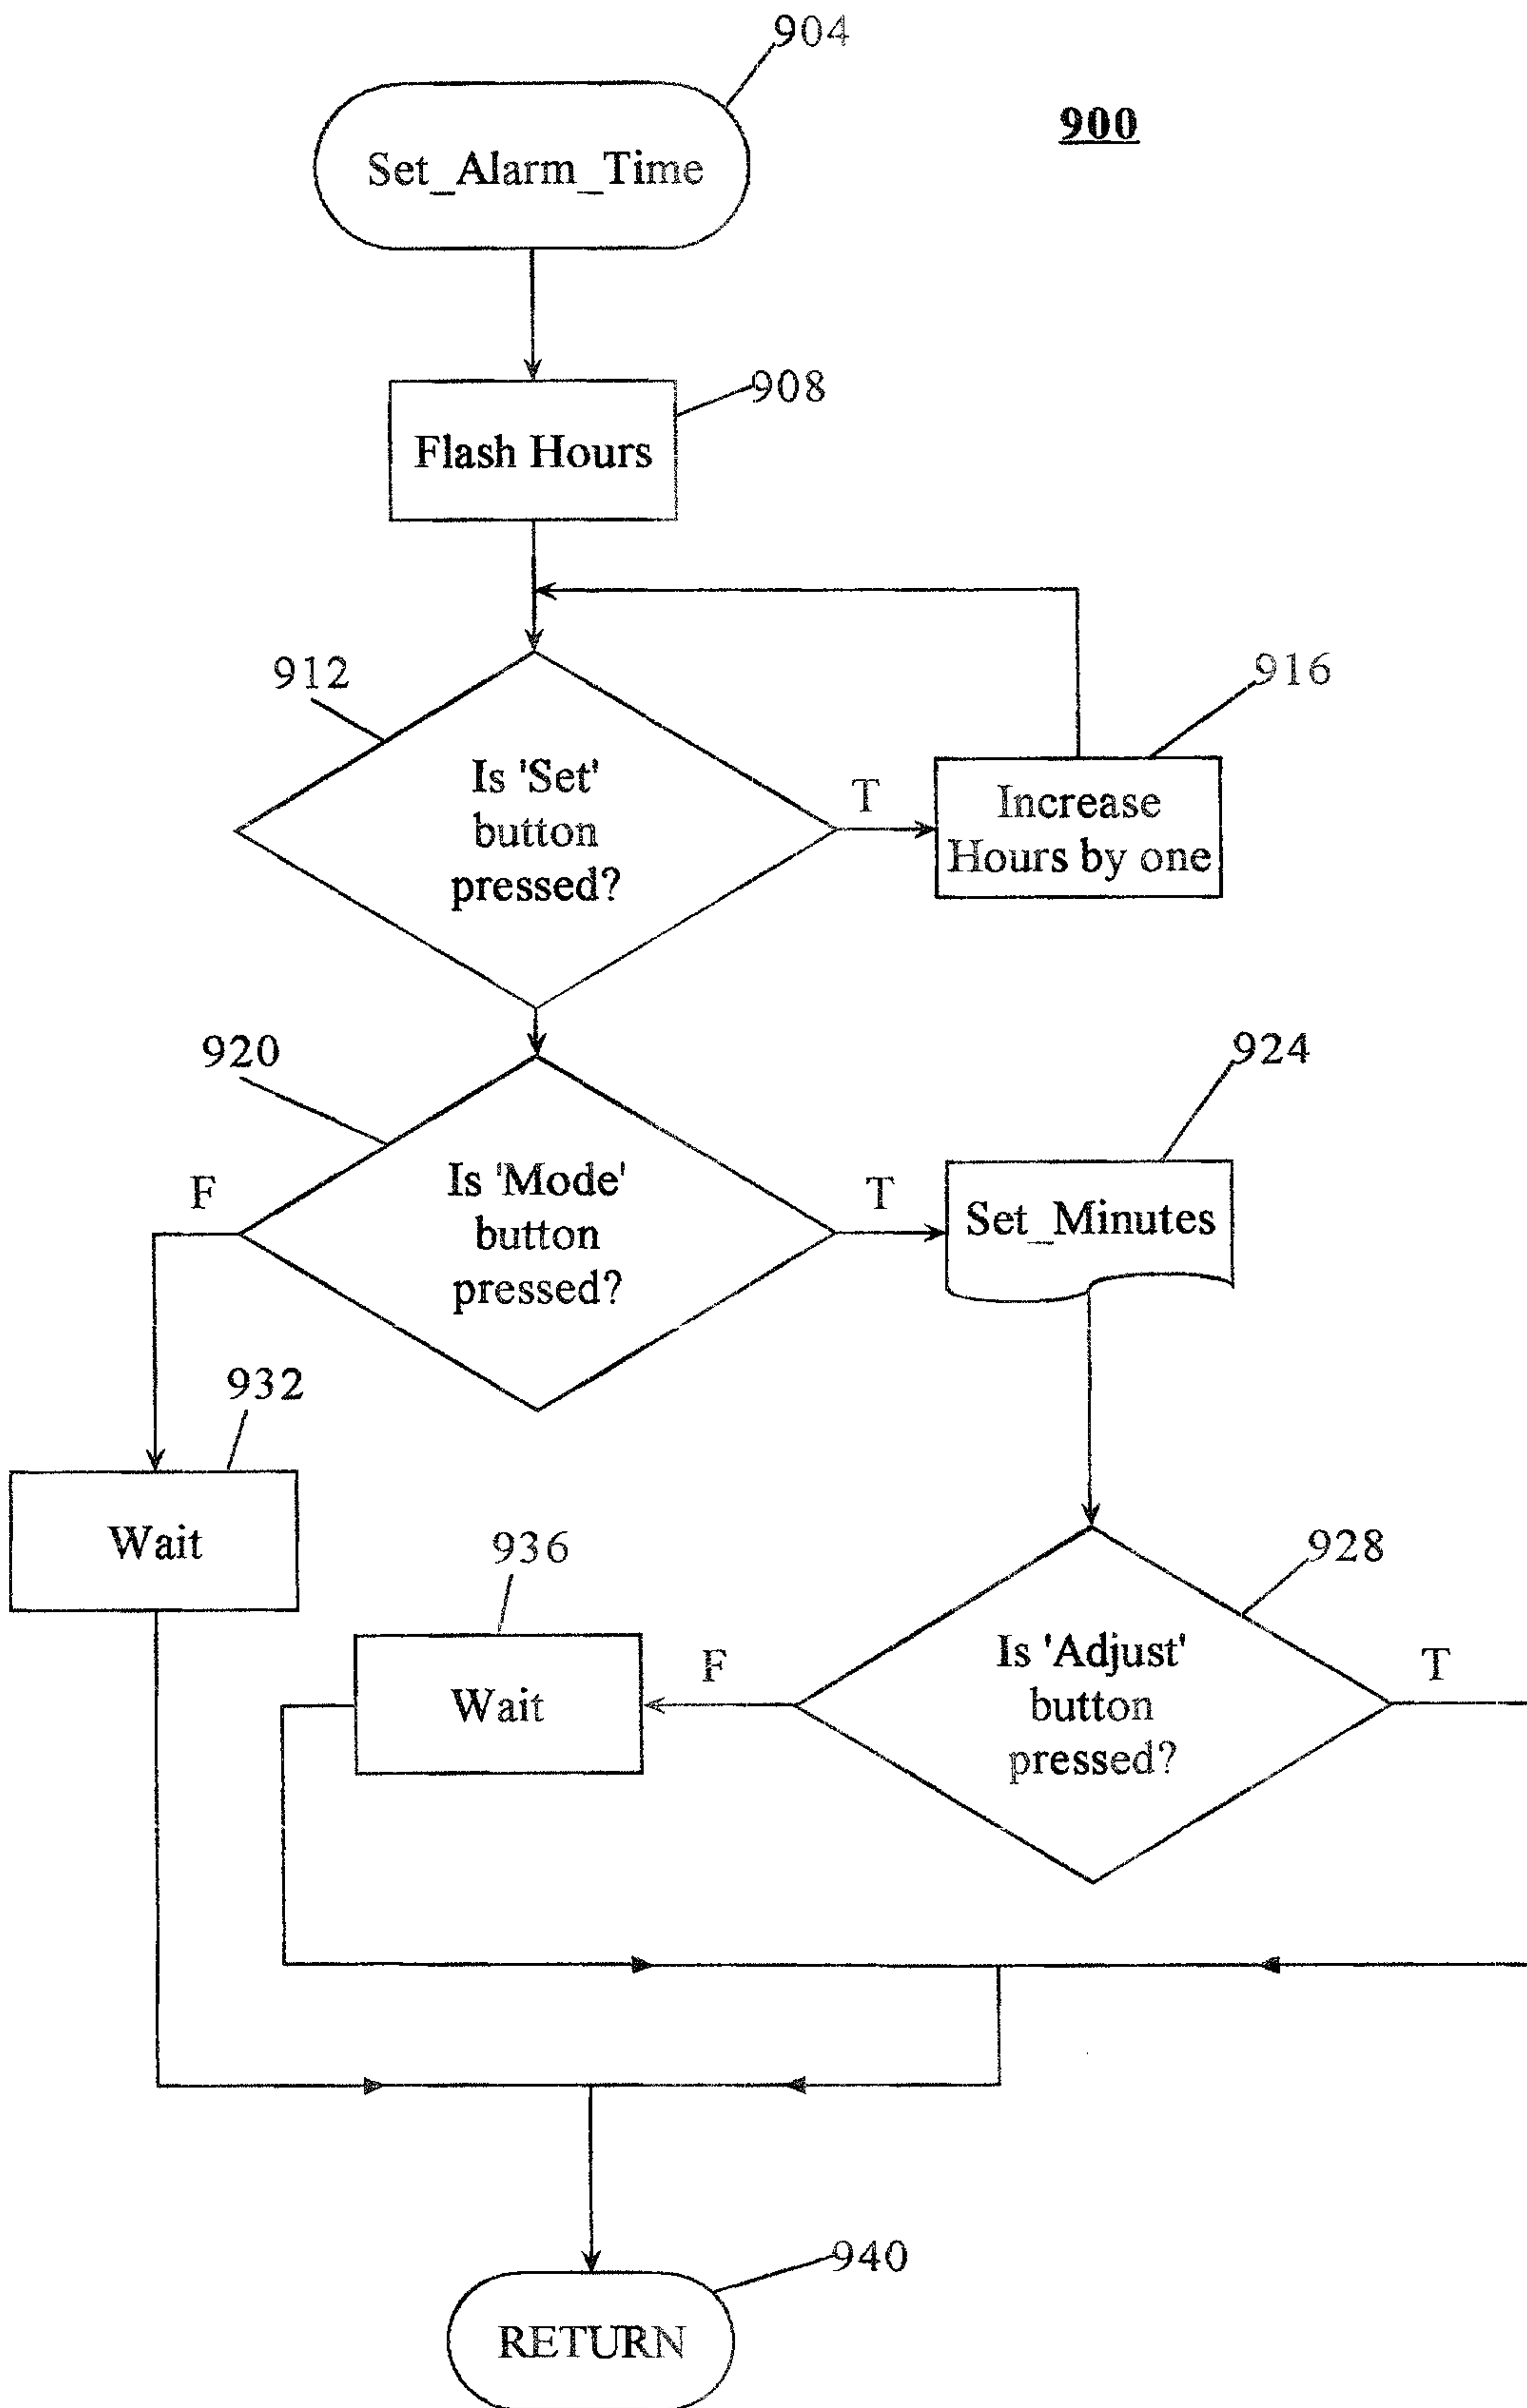 904
900
Set_Alarm_Time
908
Flash Hours
912
916
Is 'Set'
button
pressed?
T
Increase
Hours by one
920
924
F
Is 'Mode'
button
pressed?
T
Set_Minutes
932
Wait
936
928
Wait
F
Is 'Adjust'
button
pressed?
T
940
RETURN